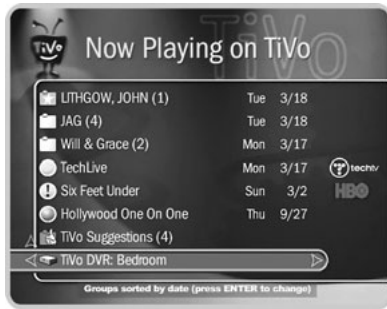 TiVo
Now Playing on TiVo
LITHGOW, JOHN (1) Tue 3/18
JAG (4) Tue 3/18
Will & Grace (2) Mon 3/17
TechLive Mon 3/17 techtv
Six Feet Under Sun 3/2 HBO
Hollywood One On One Thu 9/27
TiVo Suggestions (4)
TiVo DVR: Bedroom
Groups sorted by date (press ENTER to change)